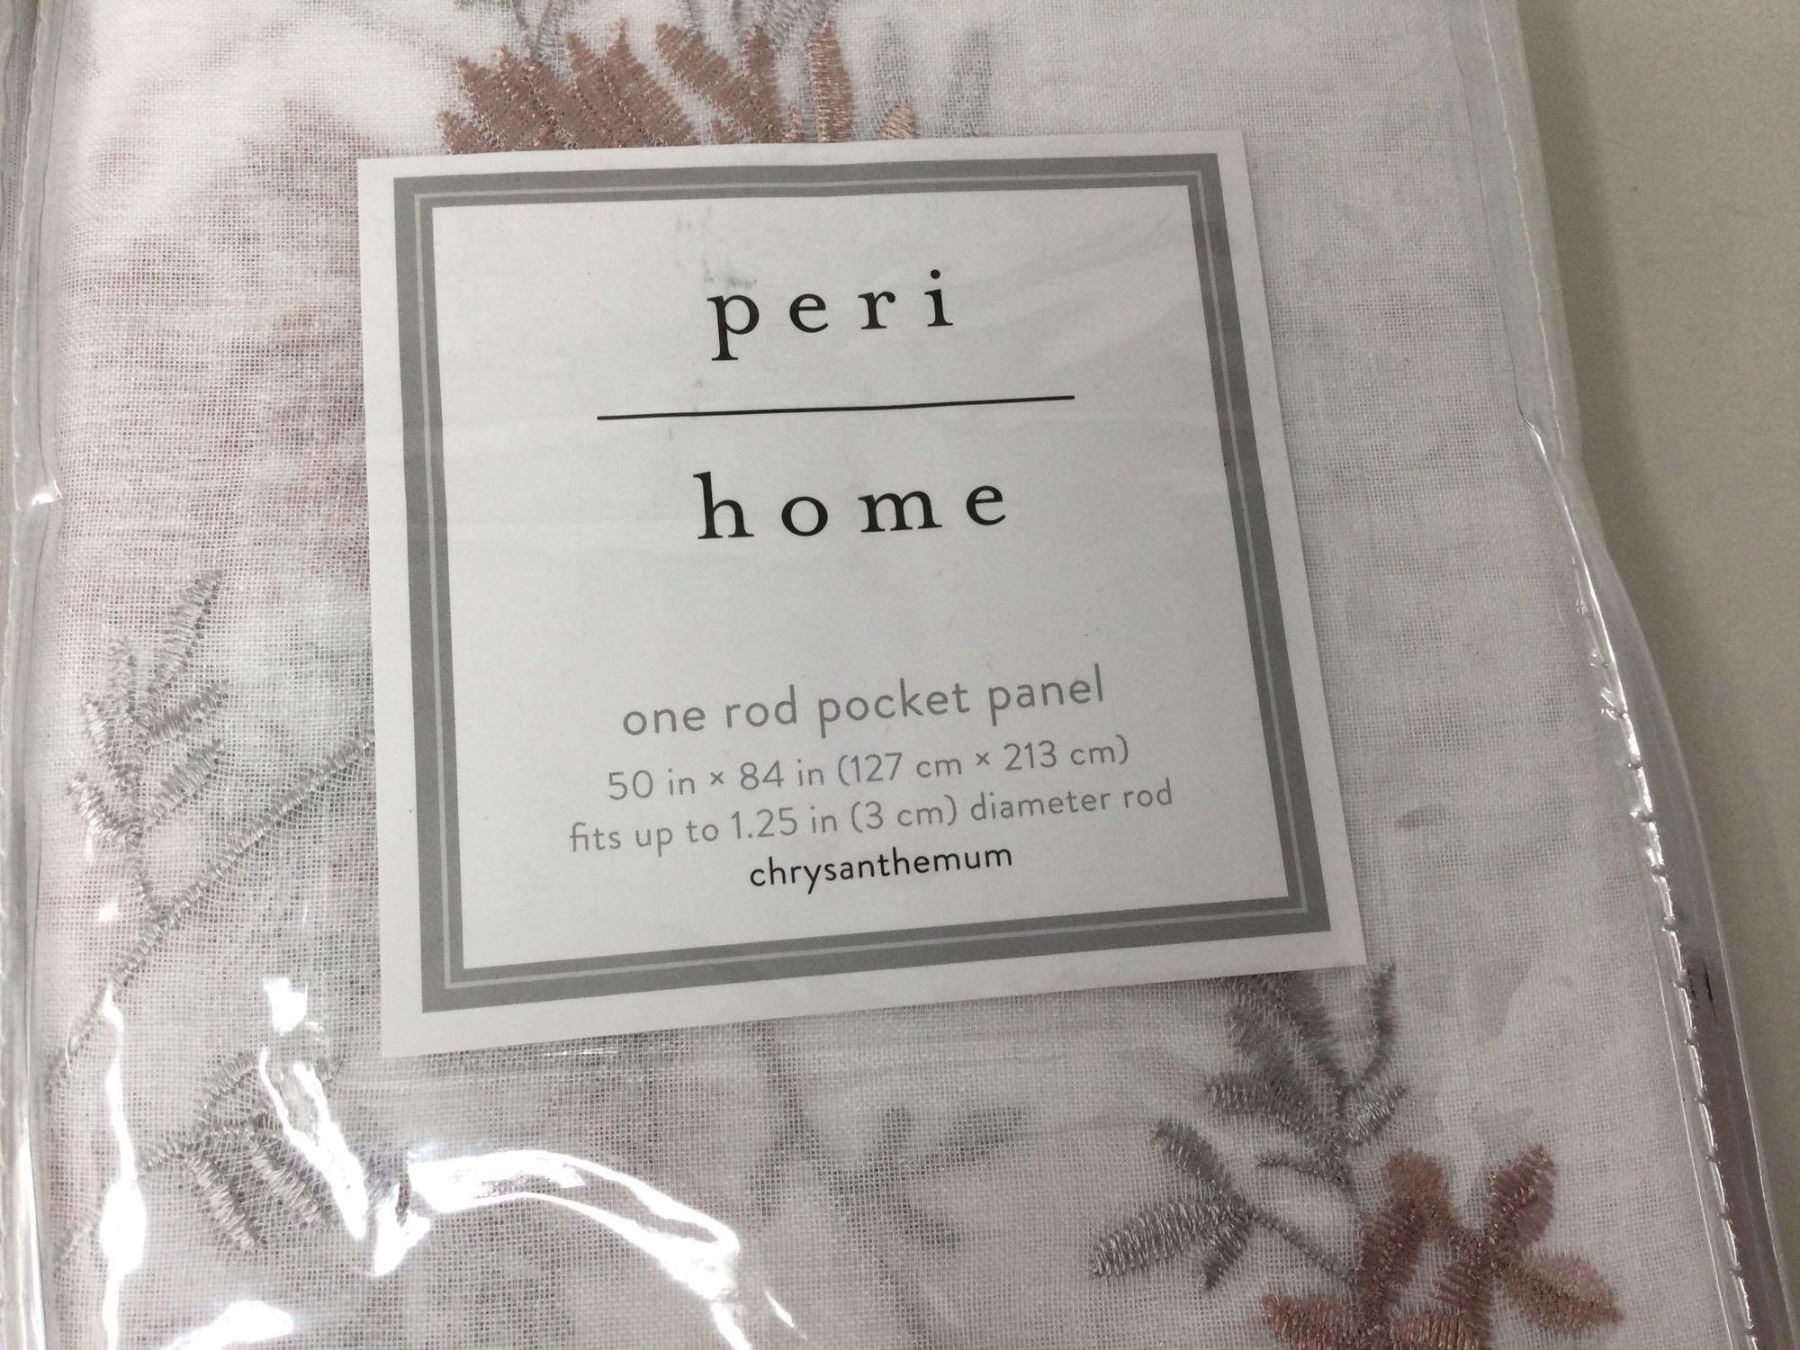 peri
home
one rod pocket panel
50 in × 84 in (127 cm × 213 cm)
fits up to 1.25 in (3 cm) diameter rod
chrysanthemum